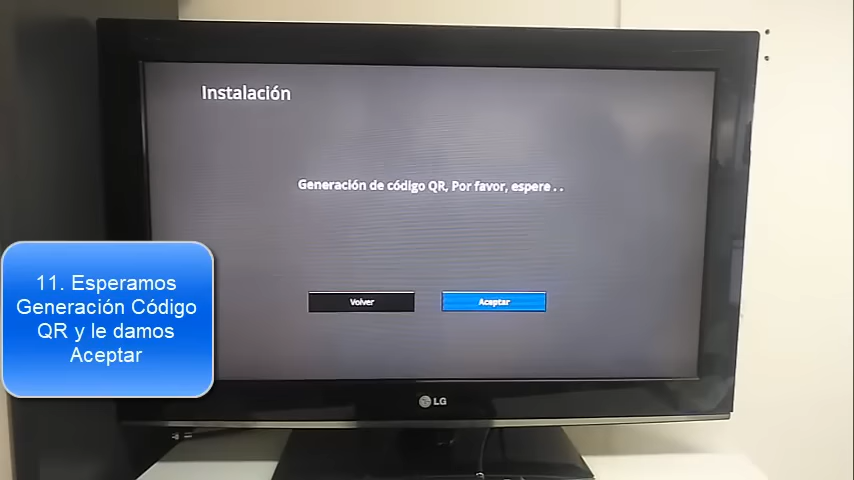 Instalación
Generación de código QR, Por favor, espere . .
Volver
Aceptar
11. Esperamos
Generación Código
QR y le damos
Aceptar
LG